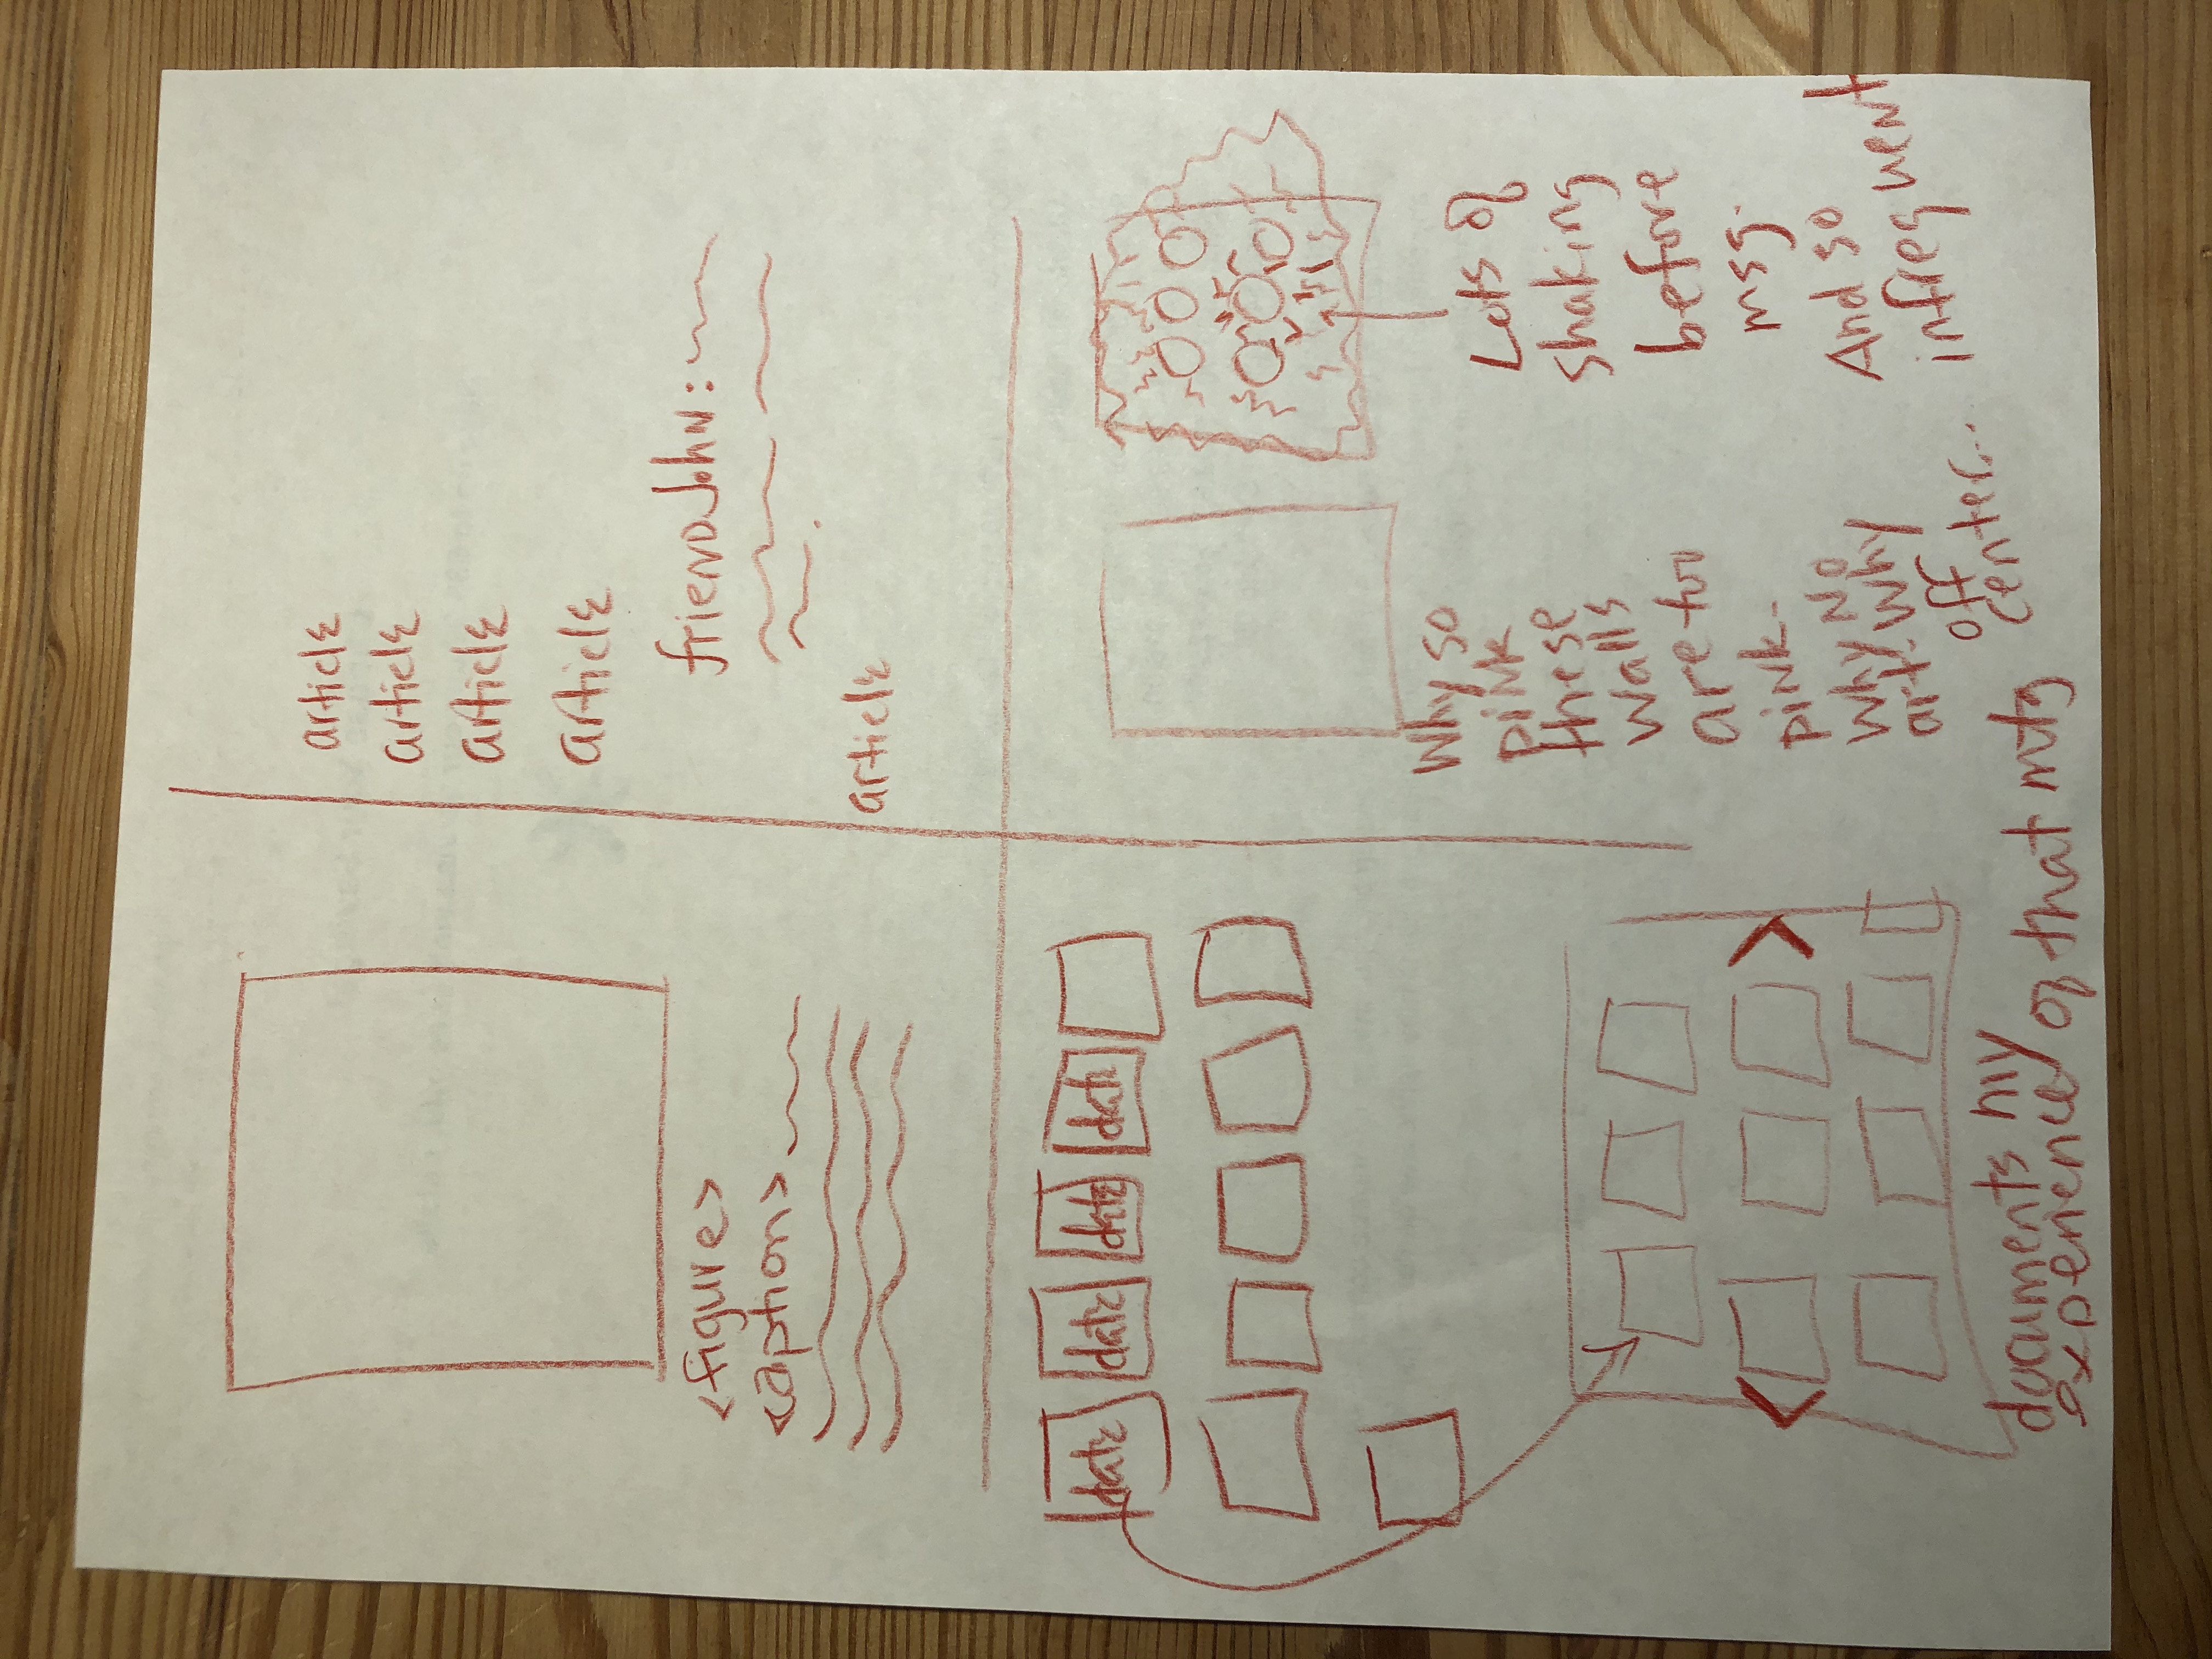 <figure>
<caption>
article
article
article
article
friend John:
article
date date date date
< >
documents my
experience of that mtg
Why so
pink
these
walls
are too
pink.
Why No
art. Why
off
center...
Lots of
shaking
before
msg.
And so
infrequent